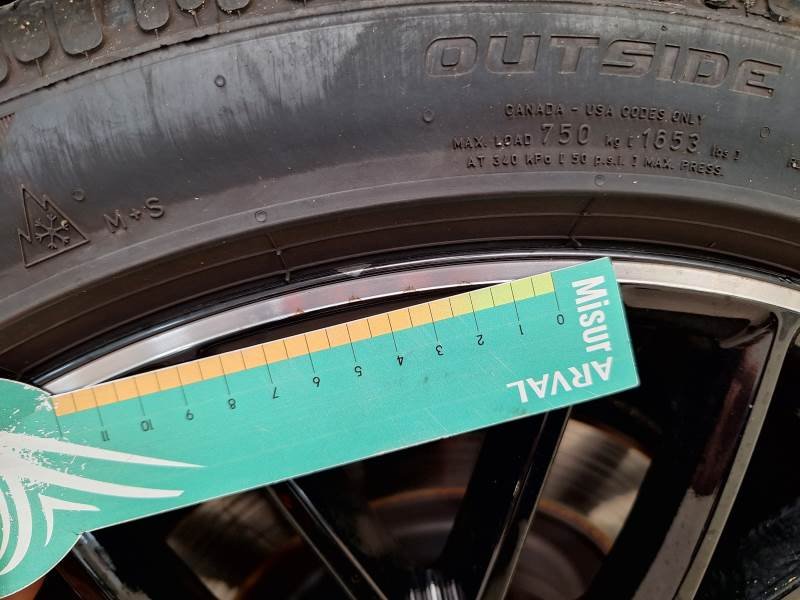 OUTSIDE
CANADA - USA CODES ONLY
MAX. LOAD 750 kg [ 1653 lbs ]
AT 340 KPa [ 50 p.s.i. ] MAX. PRESS.
M+S
Misur ARVAL
0 1 2 3 4 5 6 7 8 9 10 11